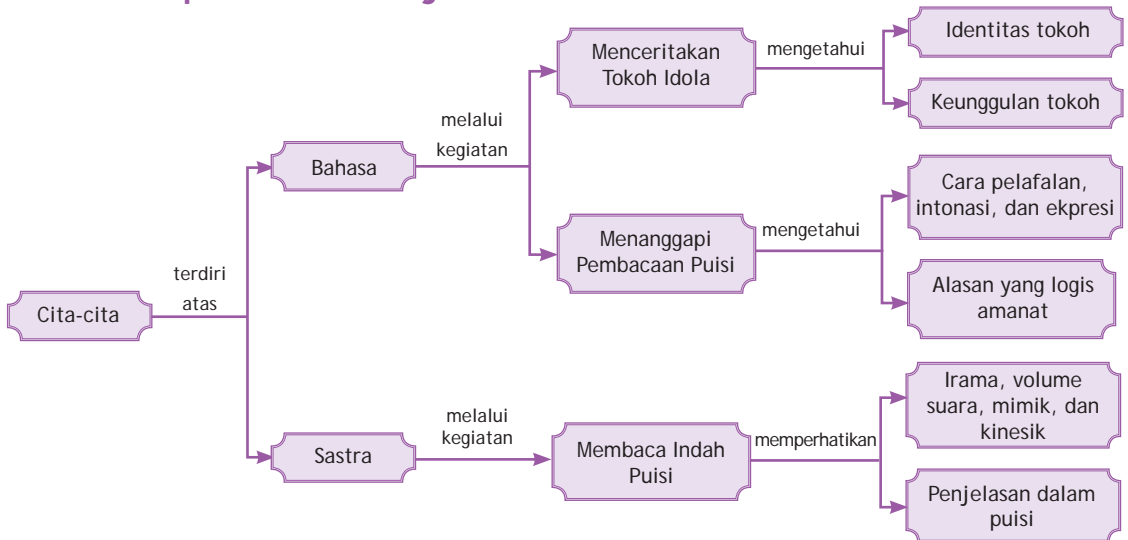 Cita-cita
terdiri
atas
Bahasa
melalui
kegiatan
Menceritakan
Tokoh Idola
mengetahui
Identitas tokoh
Keunggulan tokoh
Menanggapi
Pembacaan Puisi
mengetahui
Cara pelafalan,
intonasi, dan ekpresi
Alasan yang logis
amanat
Sastra
melalui
kegiatan
Membaca Indah
Puisi
memperhatikan
Irama, volume
suara, mimik, dan
kinesik
Penjelasan dalam
puisi